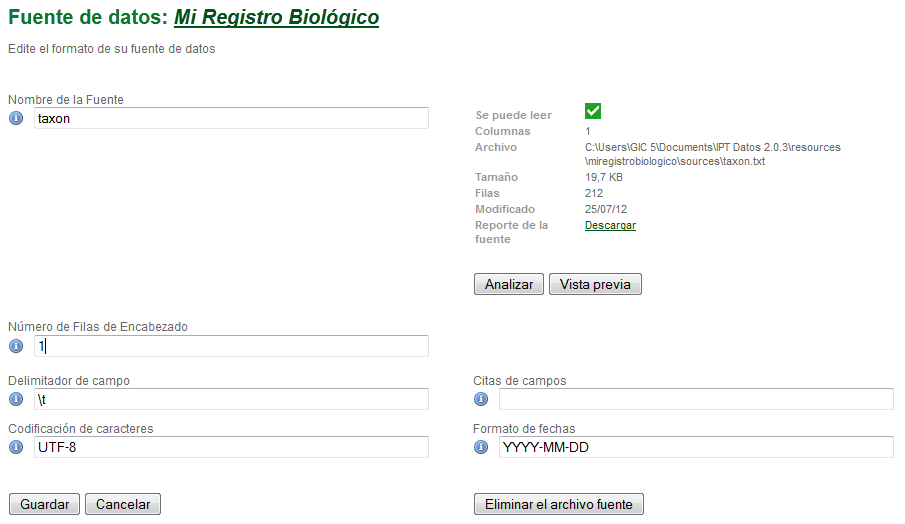 Fuente de datos: Mi Registro Biológico
Edite el formato de su fuente de datos
Nombre de la Fuente
taxon
Se puede leer
Columnas 1
Archivo C:\Users\GIC 5\Documents\IPT Datos 2.0.3\resources
\miregistrobiologico\sources\taxon.txt
Tamaño 19,7 KB
Filas 212
Modificado 25/07/12
Reporte de la Descargar
fuente
Analizar Vista previa
Número de Filas de Encabezado
1
Delimitador de campo Citas de campos
\t
Codificación de caracteres Formato de fechas
UTF-8 YYYY-MM-DD
Guardar Cancelar Eliminar el archivo fuente